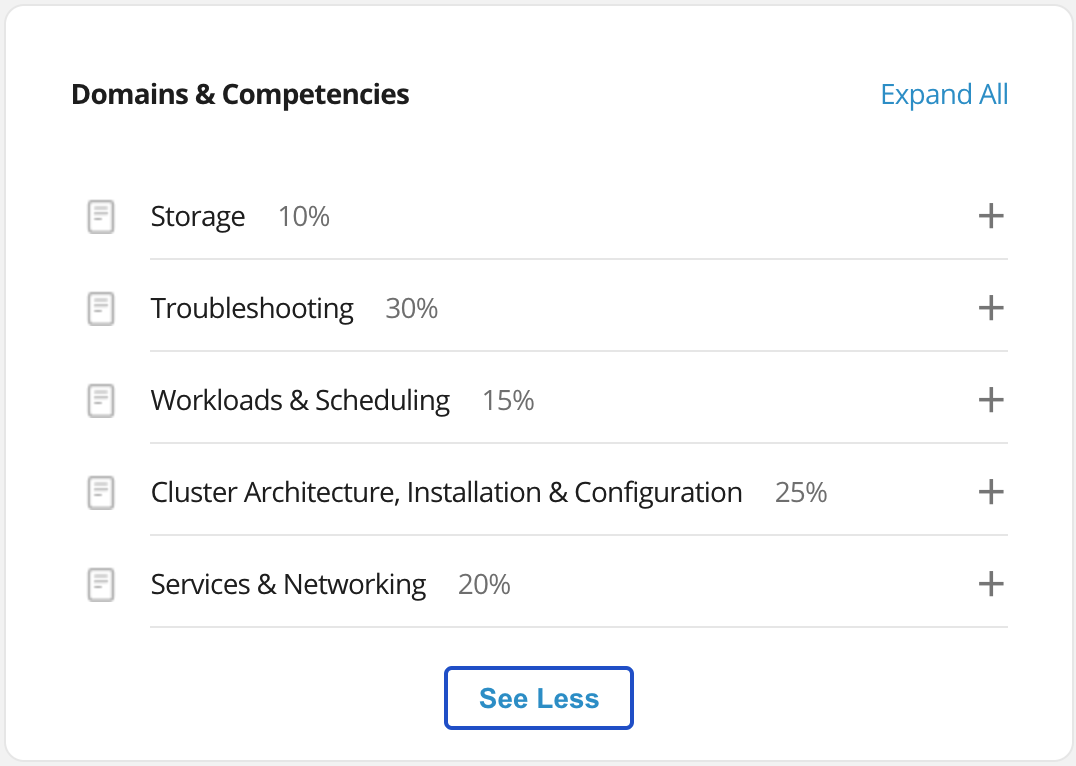 Domains & Competencies Expand All
Storage 10%
Troubleshooting 30%
Workloads & Scheduling 15%
Cluster Architecture, Installation & Configuration 25%
Services & Networking 20%
See Less